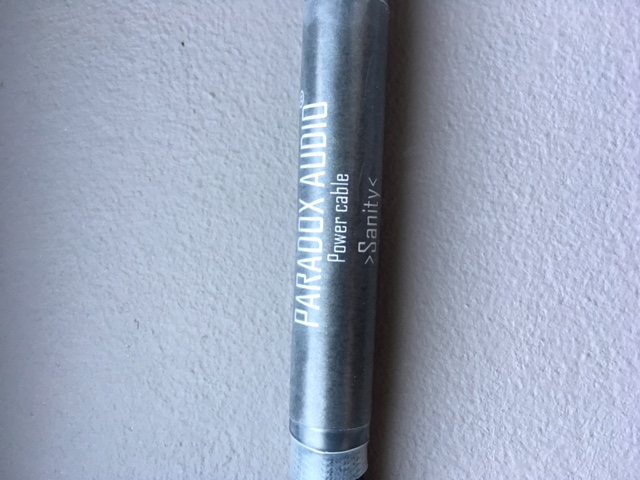 PARADOX AUDIO®
Power cable
>Sanity<